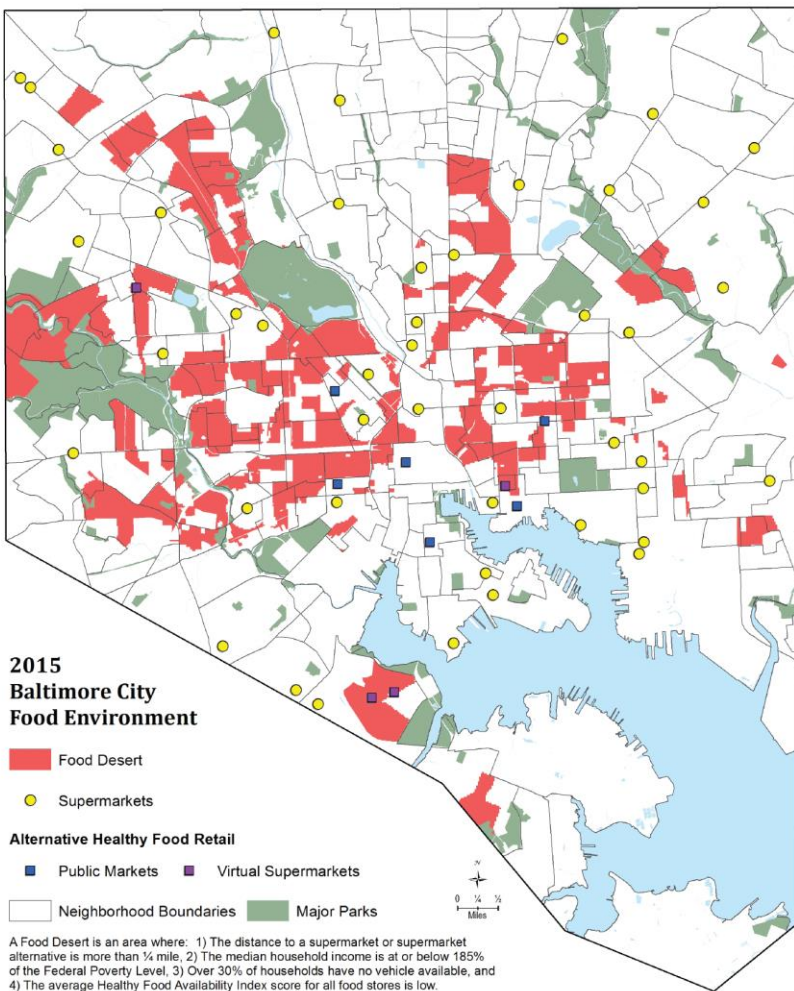 2015
Baltimore City
Food Environment
Food Desert
Supermarkets
Alternative Healthy Food Retail
Public Markets
Virtual Supermarkets
Neighborhood Boundaries
Major Parks
N
0 ¼ ½
Miles
A Food Desert is an area where: 1) The distance to a supermarket or supermarket
alternative is more than ¼ mile, 2) The median household income is at or below 185%
of the Federal Poverty Level, 3) Over 30% of households have no vehicle available, and
4) The average Healthy Food Availability Index score for all food stores is low.